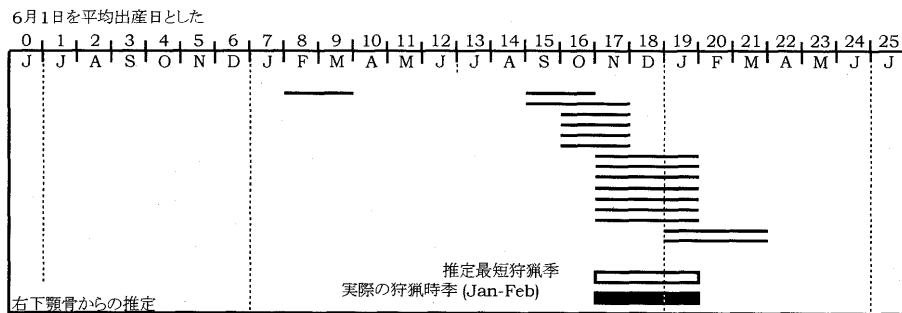 6月1日を平均出産日とした
0 1 2 3 4 5 6 7 8 9 10 11 12 13 14 15 16 17 18 19 20 21 22 23 24 25
J J A S O N D J F M A M J J A S O N D J F M A M J J
推定最短狩猟季
実際の狩猟時季 (Jan-Feb)
右下顎骨からの推定